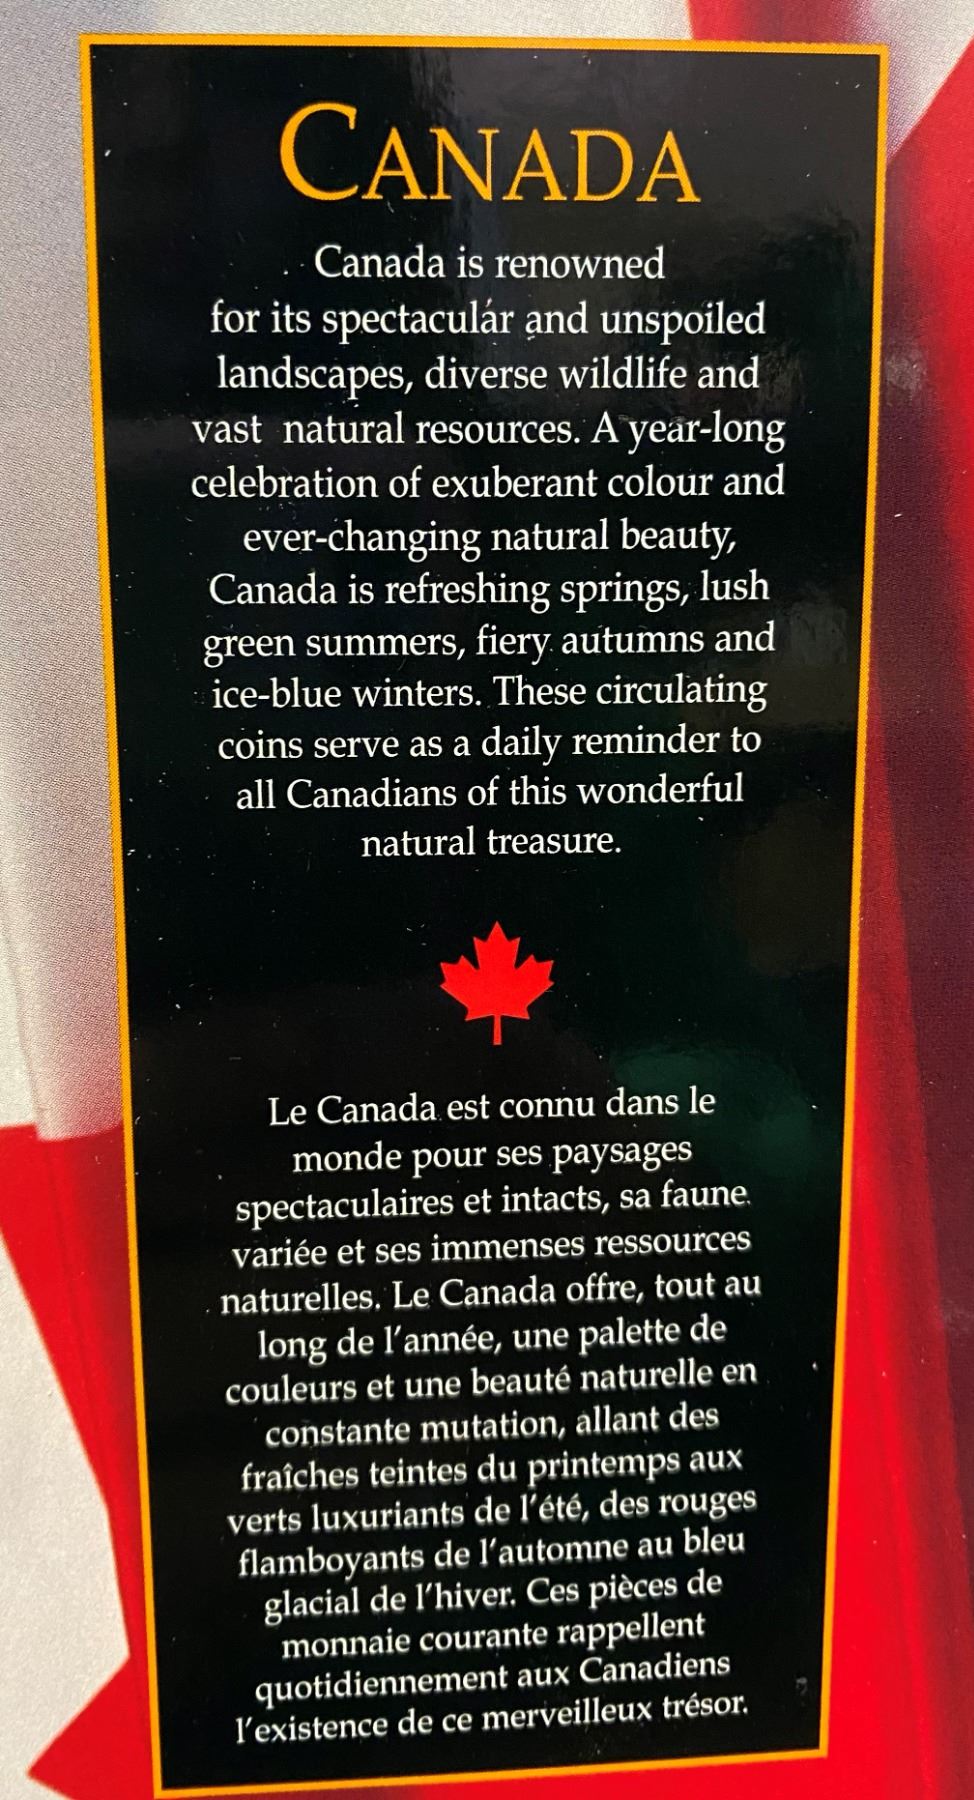 CANADA
Canada is renowned
for its spectacular and unspoiled
landscapes, diverse wildlife and
vast natural resources. A year-long
celebration of exuberant colour and
ever-changing natural beauty,
Canada is refreshing springs, lush
green summers, fiery autumns and
ice-blue winters. These circulating
coins serve as a daily reminder to
all Canadians of this wonderful
natural treasure.
Le Canada est connu dans le
monde pour ses paysages
spectaculaires et intacts, sa faune
variée et ses immenses ressources
naturelles. Le Canada offre, tout au
long de l'année, une palette de
couleurs et une beauté naturelle en
constante mutation, allant des
fraîches teintes du printemps aux
verts luxuriants de l'été, des rouges
flamboyants de l'automne au bleu
glacial de l'hiver. Ces pièces de
monnaie courante rappellent
quotidiennement aux Canadiens
l'existence de ce merveilleux trésor.